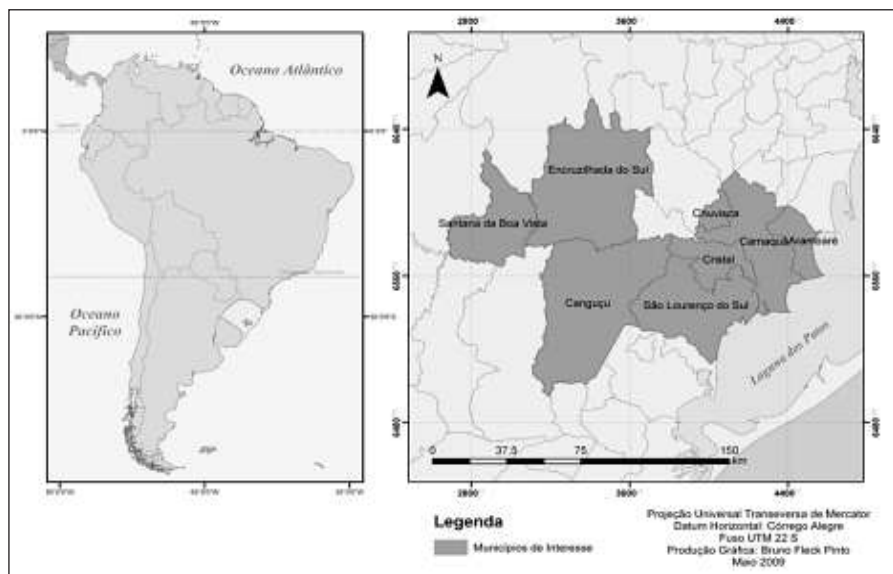 Oceano Atlântico
Oceano
Pacífico
N
Encruzilhada do Sul
Santana da Boa Vista
Chuvisca
Camaquã
Arambaré
Cristal
Canguçu
São Lourenço do Sul
Laguna dos Patos
0 37.5 75 150
km
Legenda
Municípios de Interesse
Projeção Universal Transversa de Mercator
Datum Horizontal: Córrego Alegre
Fuso UTM 22 S
Produção Gráfica: Bruno Fleck Pinto
Maio 2009